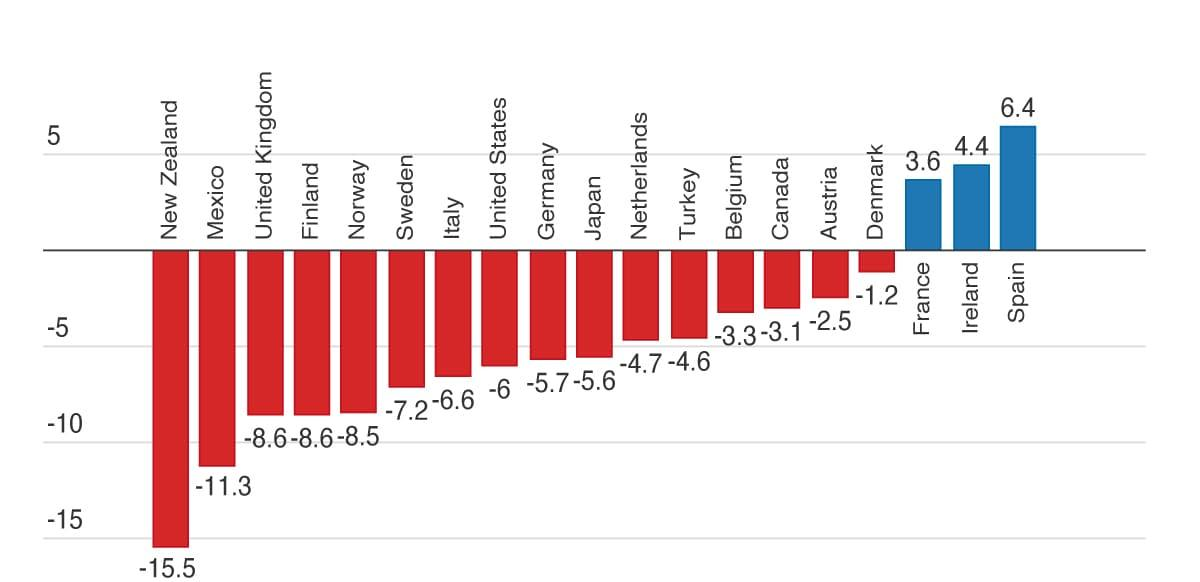 5
-5
-10
-15
New Zealand
Mexico
United Kingdom
Finland
Norway
Sweden
Italy
United States
Germany
Japan
Netherlands
Turkey
Belgium
Canada
Austria
Denmark
France
Ireland
Spain
-15.5
-11.3
-8.6
-8.6
-8.5
-7.2
-6.6
-6
-5.7
-5.6
-4.7
-4.6
-3.3
-3.1
-2.5
-1.2
3.6
4.4
6.4